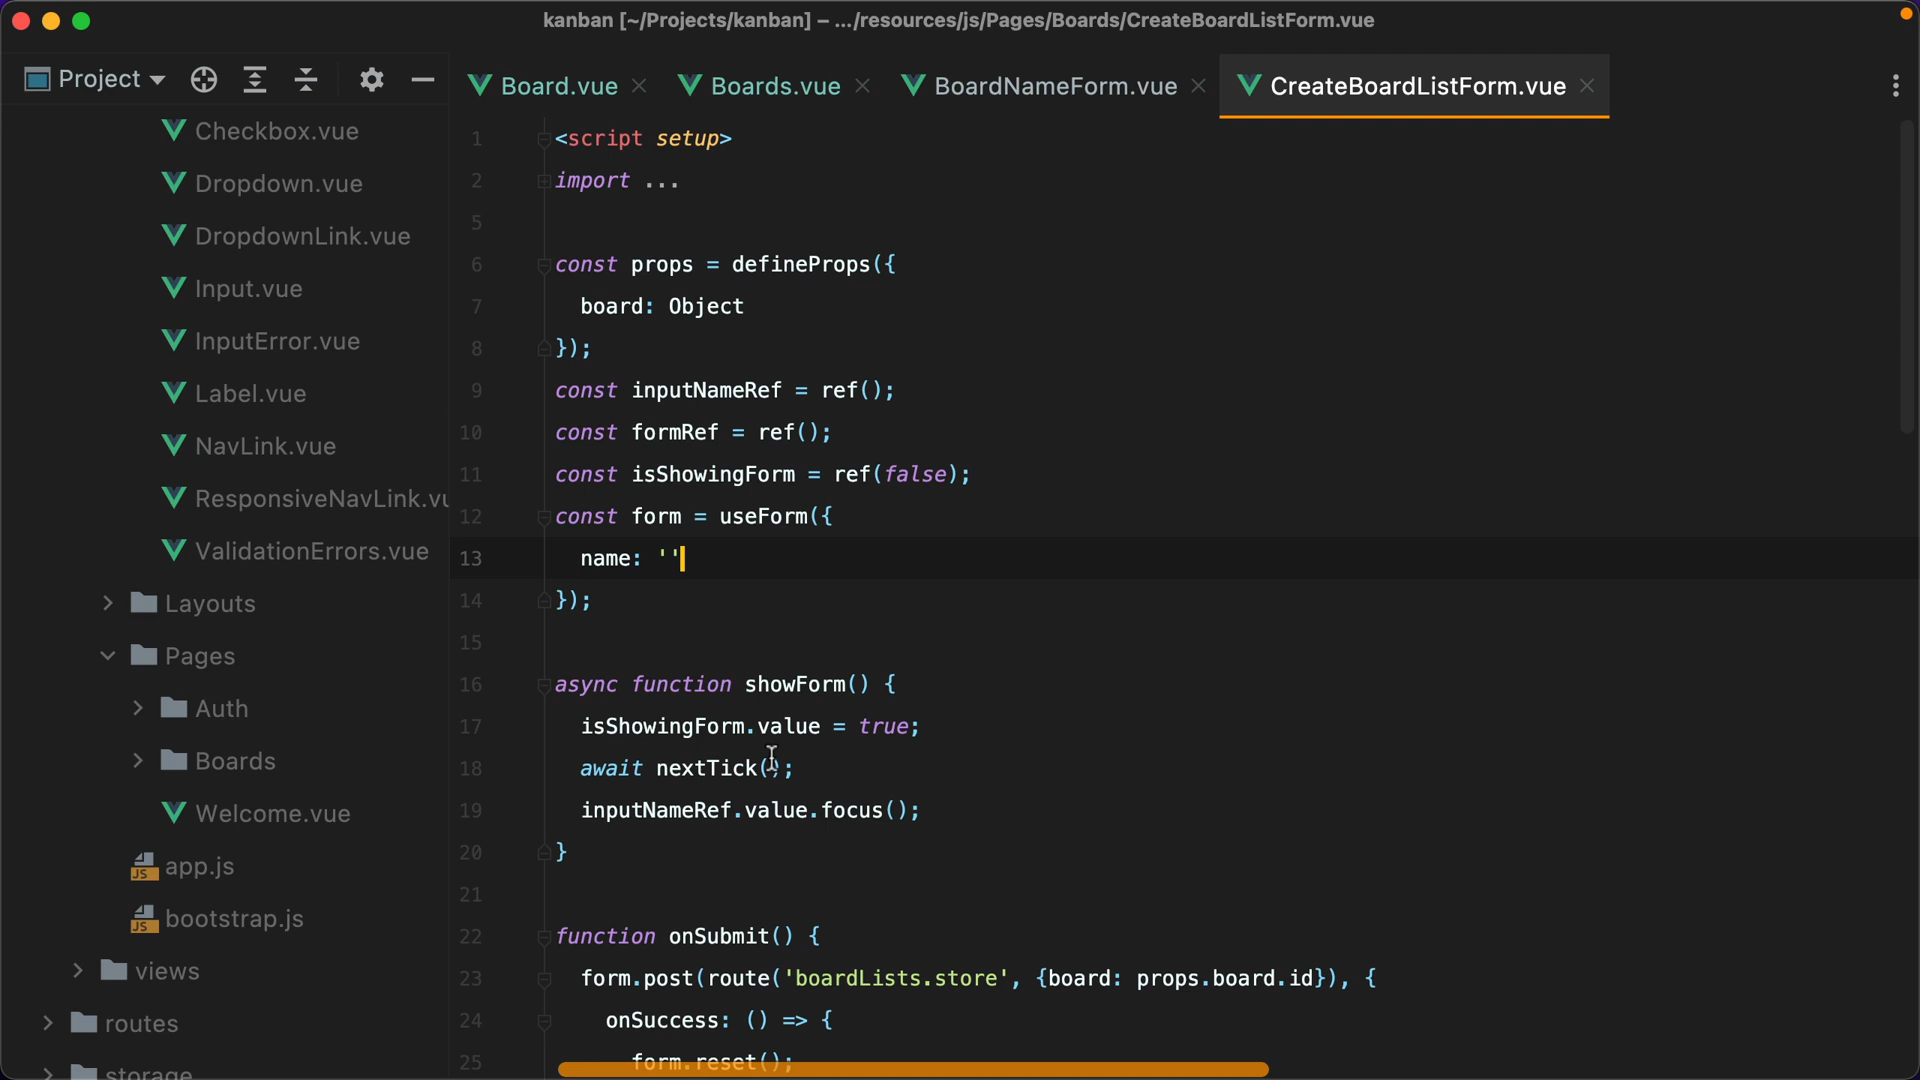 kanban [~/Projects/kanban] – .../resources/js/Pages/Boards/CreateBoardListForm.vue
Project
Board.vue
Boards.vue
BoardNameForm.vue
CreateBoardListForm.vue
Checkbox.vue
Dropdown.vue
DropdownLink.vue
Input.vue
InputError.vue
Label.vue
NavLink.vue
ResponsiveNavLink.vu
ValidationErrors.vue
Layouts
Pages
Auth
Boards
Welcome.vue
JS app.js
JS bootstrap.js
views
routes
storage
1 <script setup>
2 import ...
5
6 const props = defineProps({
7 board: Object
8 });
9 const inputNameRef = ref();
10 const formRef = ref();
11 const isShowingForm = ref(false);
12 const form = useForm({
13 name: ''
14 });
15
16 async function showForm() {
17 isShowingForm.value = true;
18 await nextTick();
19 inputNameRef.value.focus();
20 }
21
22 function onSubmit() {
23 form.post(route('boardLists.store', {board: props.board.id}), {
24 onSuccess: () => {
25 form.reset();